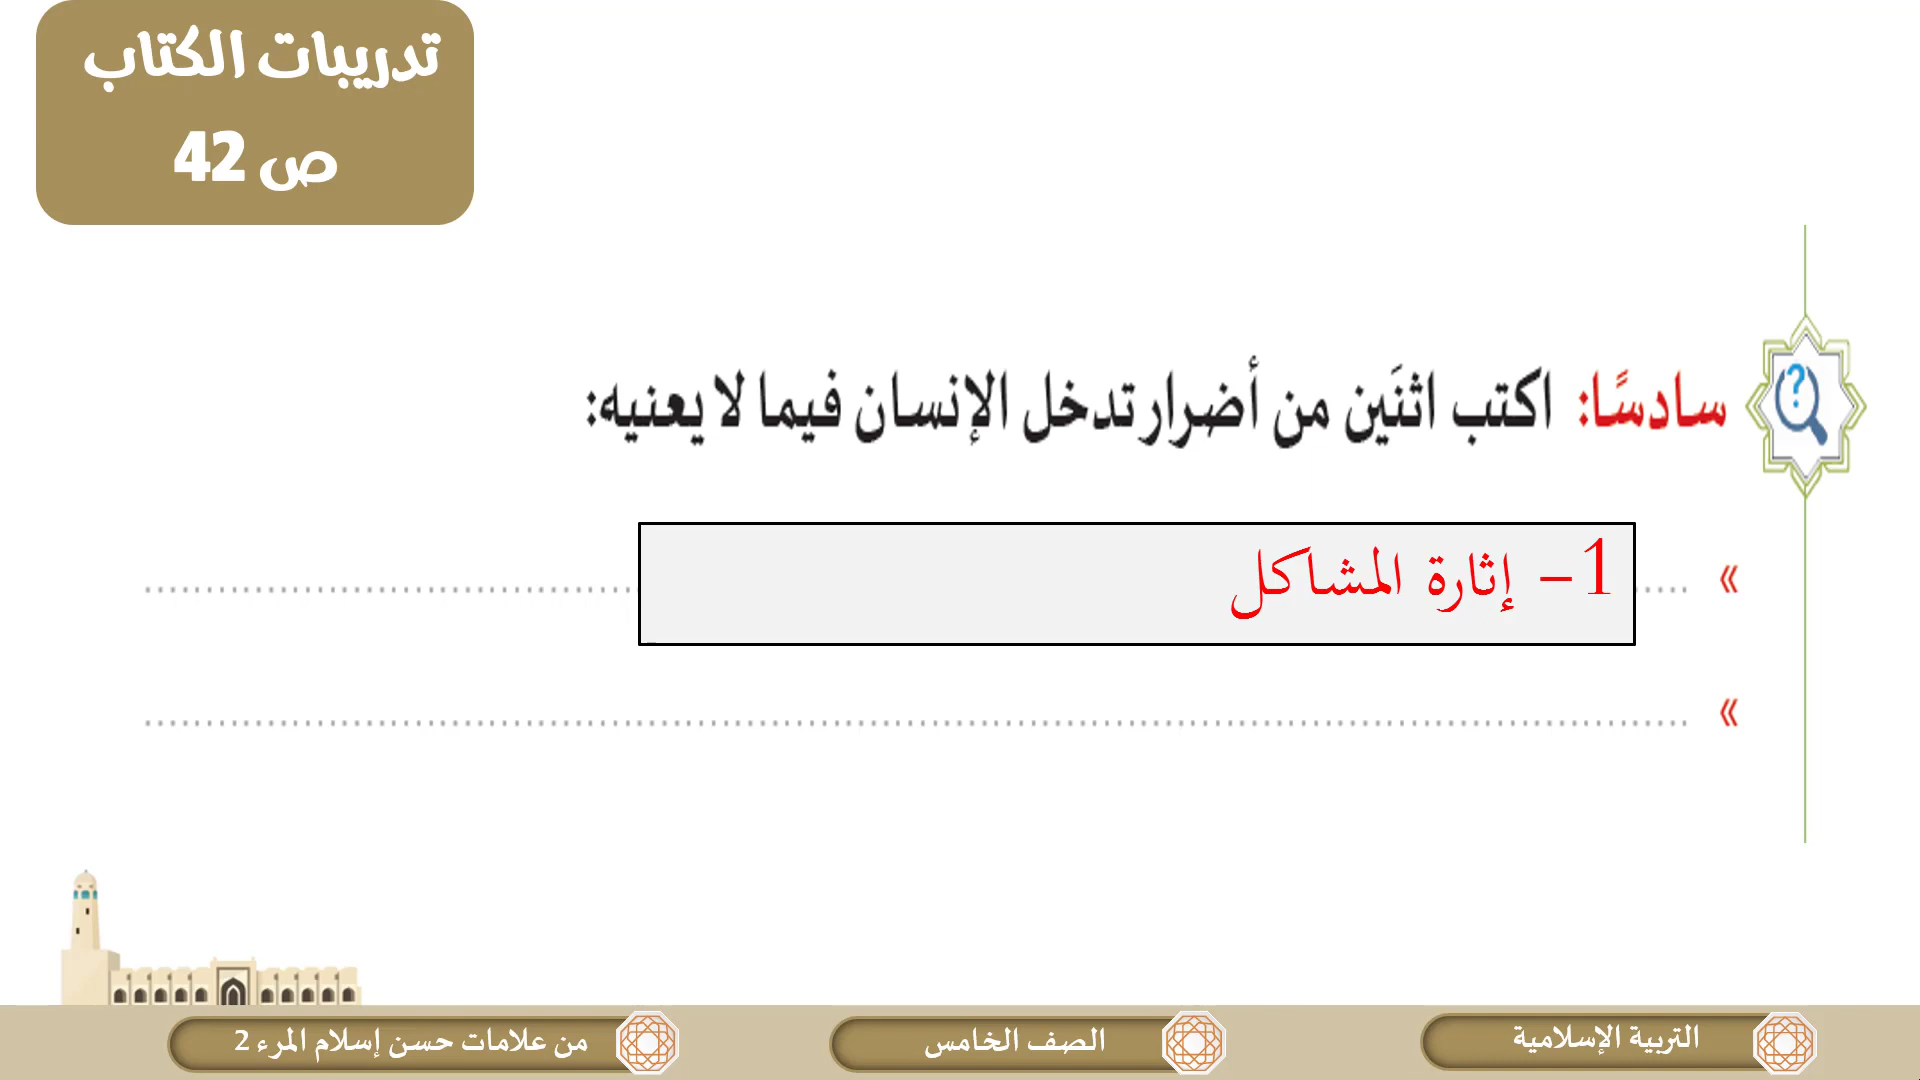 تدريبات الكتاب
ص 42
سادسًا: اكتب اثنَين من أضرار تدخل الإنسان فيما لا يعنيه:
» 1- إثارة المشاكل
»
التربية الإسلامية
الصف الخامس
من علامات حسن إسلام المرء 2